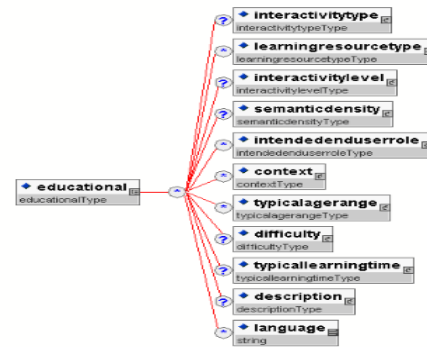 interactivitytype
interactivitytypeType
learningresourcetype
learningresourcetypeType
interactivitylevel
interactivitylevelType
semanticdensity
semanticdensityType
intendedenduserrole
intendedenduserroleType
context
contextType
educational
educationalType
typicalagerange
typicalagerangeType
difficulty
difficultyType
typicallearningtime
typicallearningtimeType
description
descriptionType
language
string